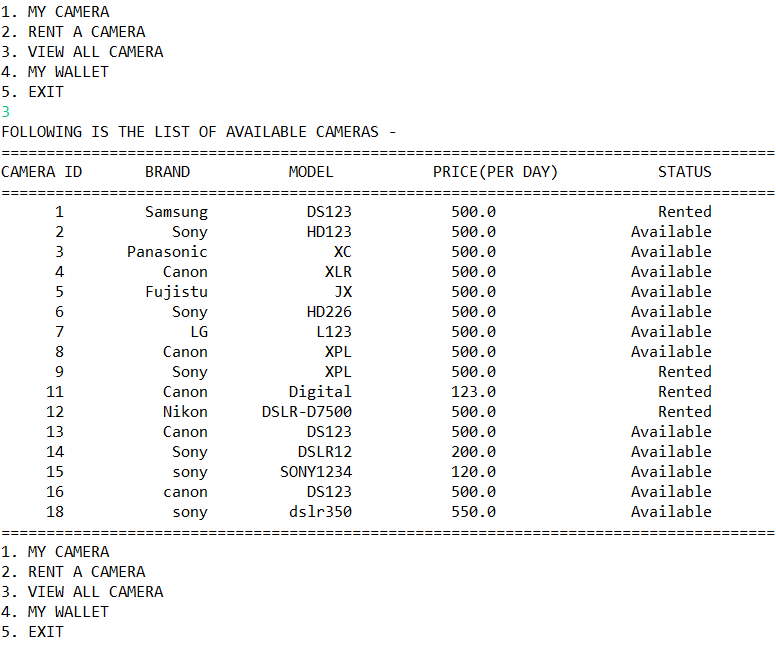 1. MY CAMERA
2. RENT A CAMERA
3. VIEW ALL CAMERA
4. MY WALLET
5. EXIT
3
FOLLOWING IS THE LIST OF AVAILABLE CAMERAS -
======================================================================================
CAMERA ID       BRAND           MODEL           PRICE(PER DAY)           STATUS
======================================================================================
      1         Samsung           DS123           500.0                  Rented
      2            Sony           HD123           500.0               Available
      3       Panasonic              XC           500.0               Available
      4           Canon             XLR           500.0               Available
      5         Fujistu              JX           500.0               Available
      6            Sony           HD226           500.0               Available
      7              LG            L123           500.0               Available
      8           Canon             XPL           500.0               Available
      9            Sony             XPL           500.0                  Rented
     11           Canon         Digital           123.0                  Rented
     12           Nikon      DSLR-D7500           500.0                  Rented
     13           Canon           DS123           500.0               Available
     14            Sony          DSLR12           200.0               Available
     15            sony        SONY1234           120.0               Available
     16           canon           DS123           500.0               Available
     18            sony         dslr350           550.0               Available
======================================================================================
1. MY CAMERA
2. RENT A CAMERA
3. VIEW ALL CAMERA
4. MY WALLET
5. EXIT